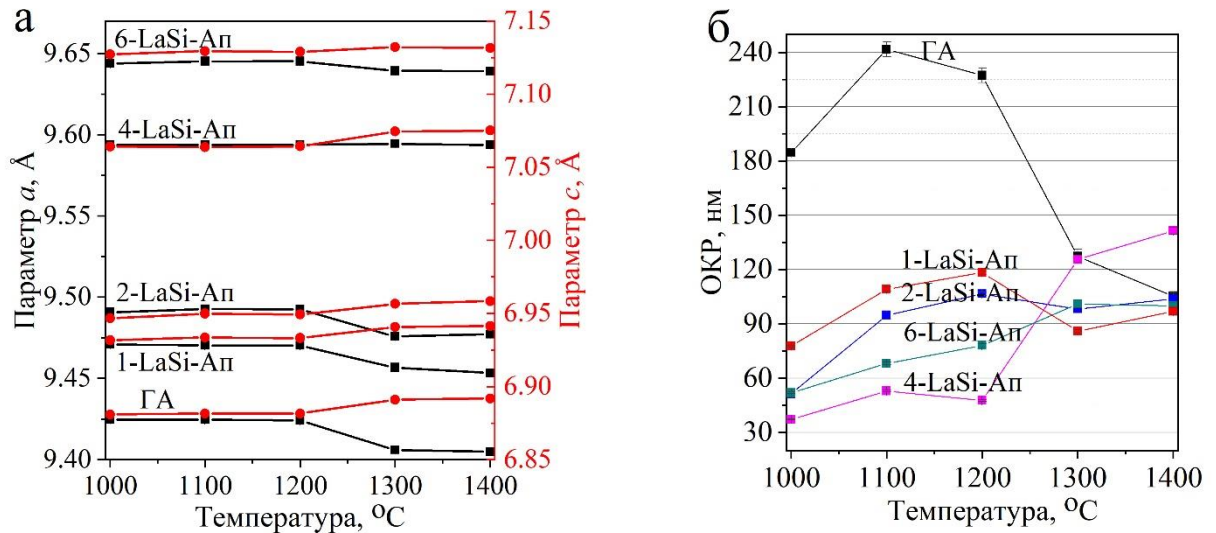 а
Параметр a, Å
9.65
9.60
9.55
9.50
9.45
9.40
6-LaSi-Ап
4-LaSi-Ап
2-LaSi-Ап
1-LaSi-Ап
ГА
7.15
7.10
7.05
7.00
6.95
6.90
6.85
Параметр c, Å
1000 1100 1200 1300 1400
Температура, °C
б
ОКР, нм
240
210
180
150
120
90
60
30
ГА
1-LaSi-Ап
2-LaSi-Ап
6-LaSi-Ап
4-LaSi-Ап
1000 1100 1200 1300 1400
Температура, °C